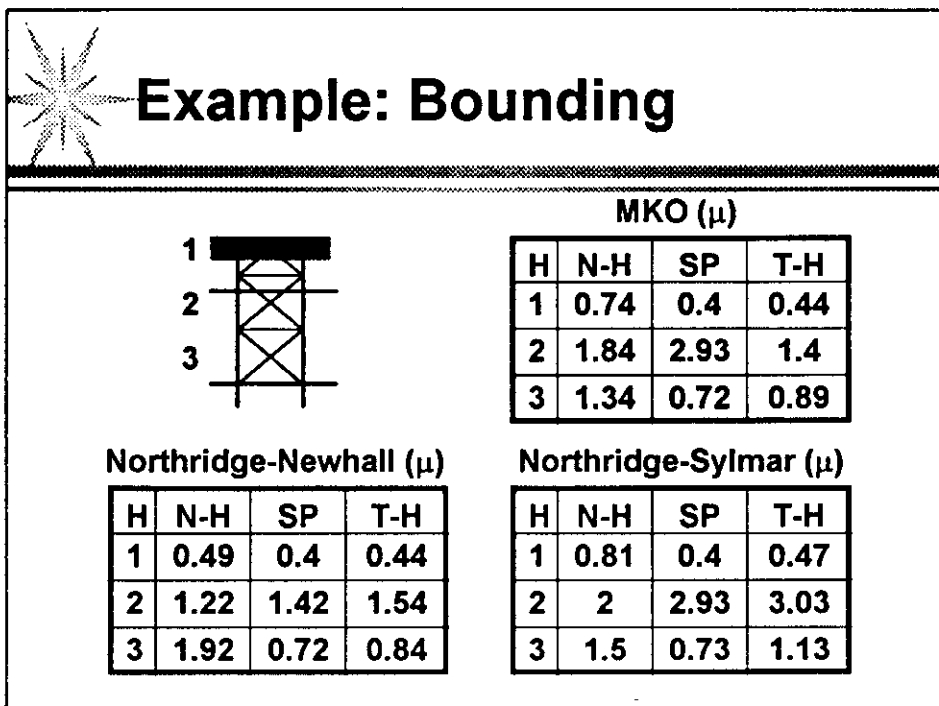 Example: Bounding
1
2
3
MKO (μ)
H N-H SP T-H
1 0.74 0.4 0.44
2 1.84 2.93 1.4
3 1.34 0.72 0.89
Northridge-Newhall (μ)
H N-H SP T-H
1 0.49 0.4 0.44
2 1.22 1.42 1.54
3 1.92 0.72 0.84
Northridge-Sylmar (μ)
H N-H SP T-H
1 0.81 0.4 0.47
2 2 2.93 3.03
3 1.5 0.73 1.13